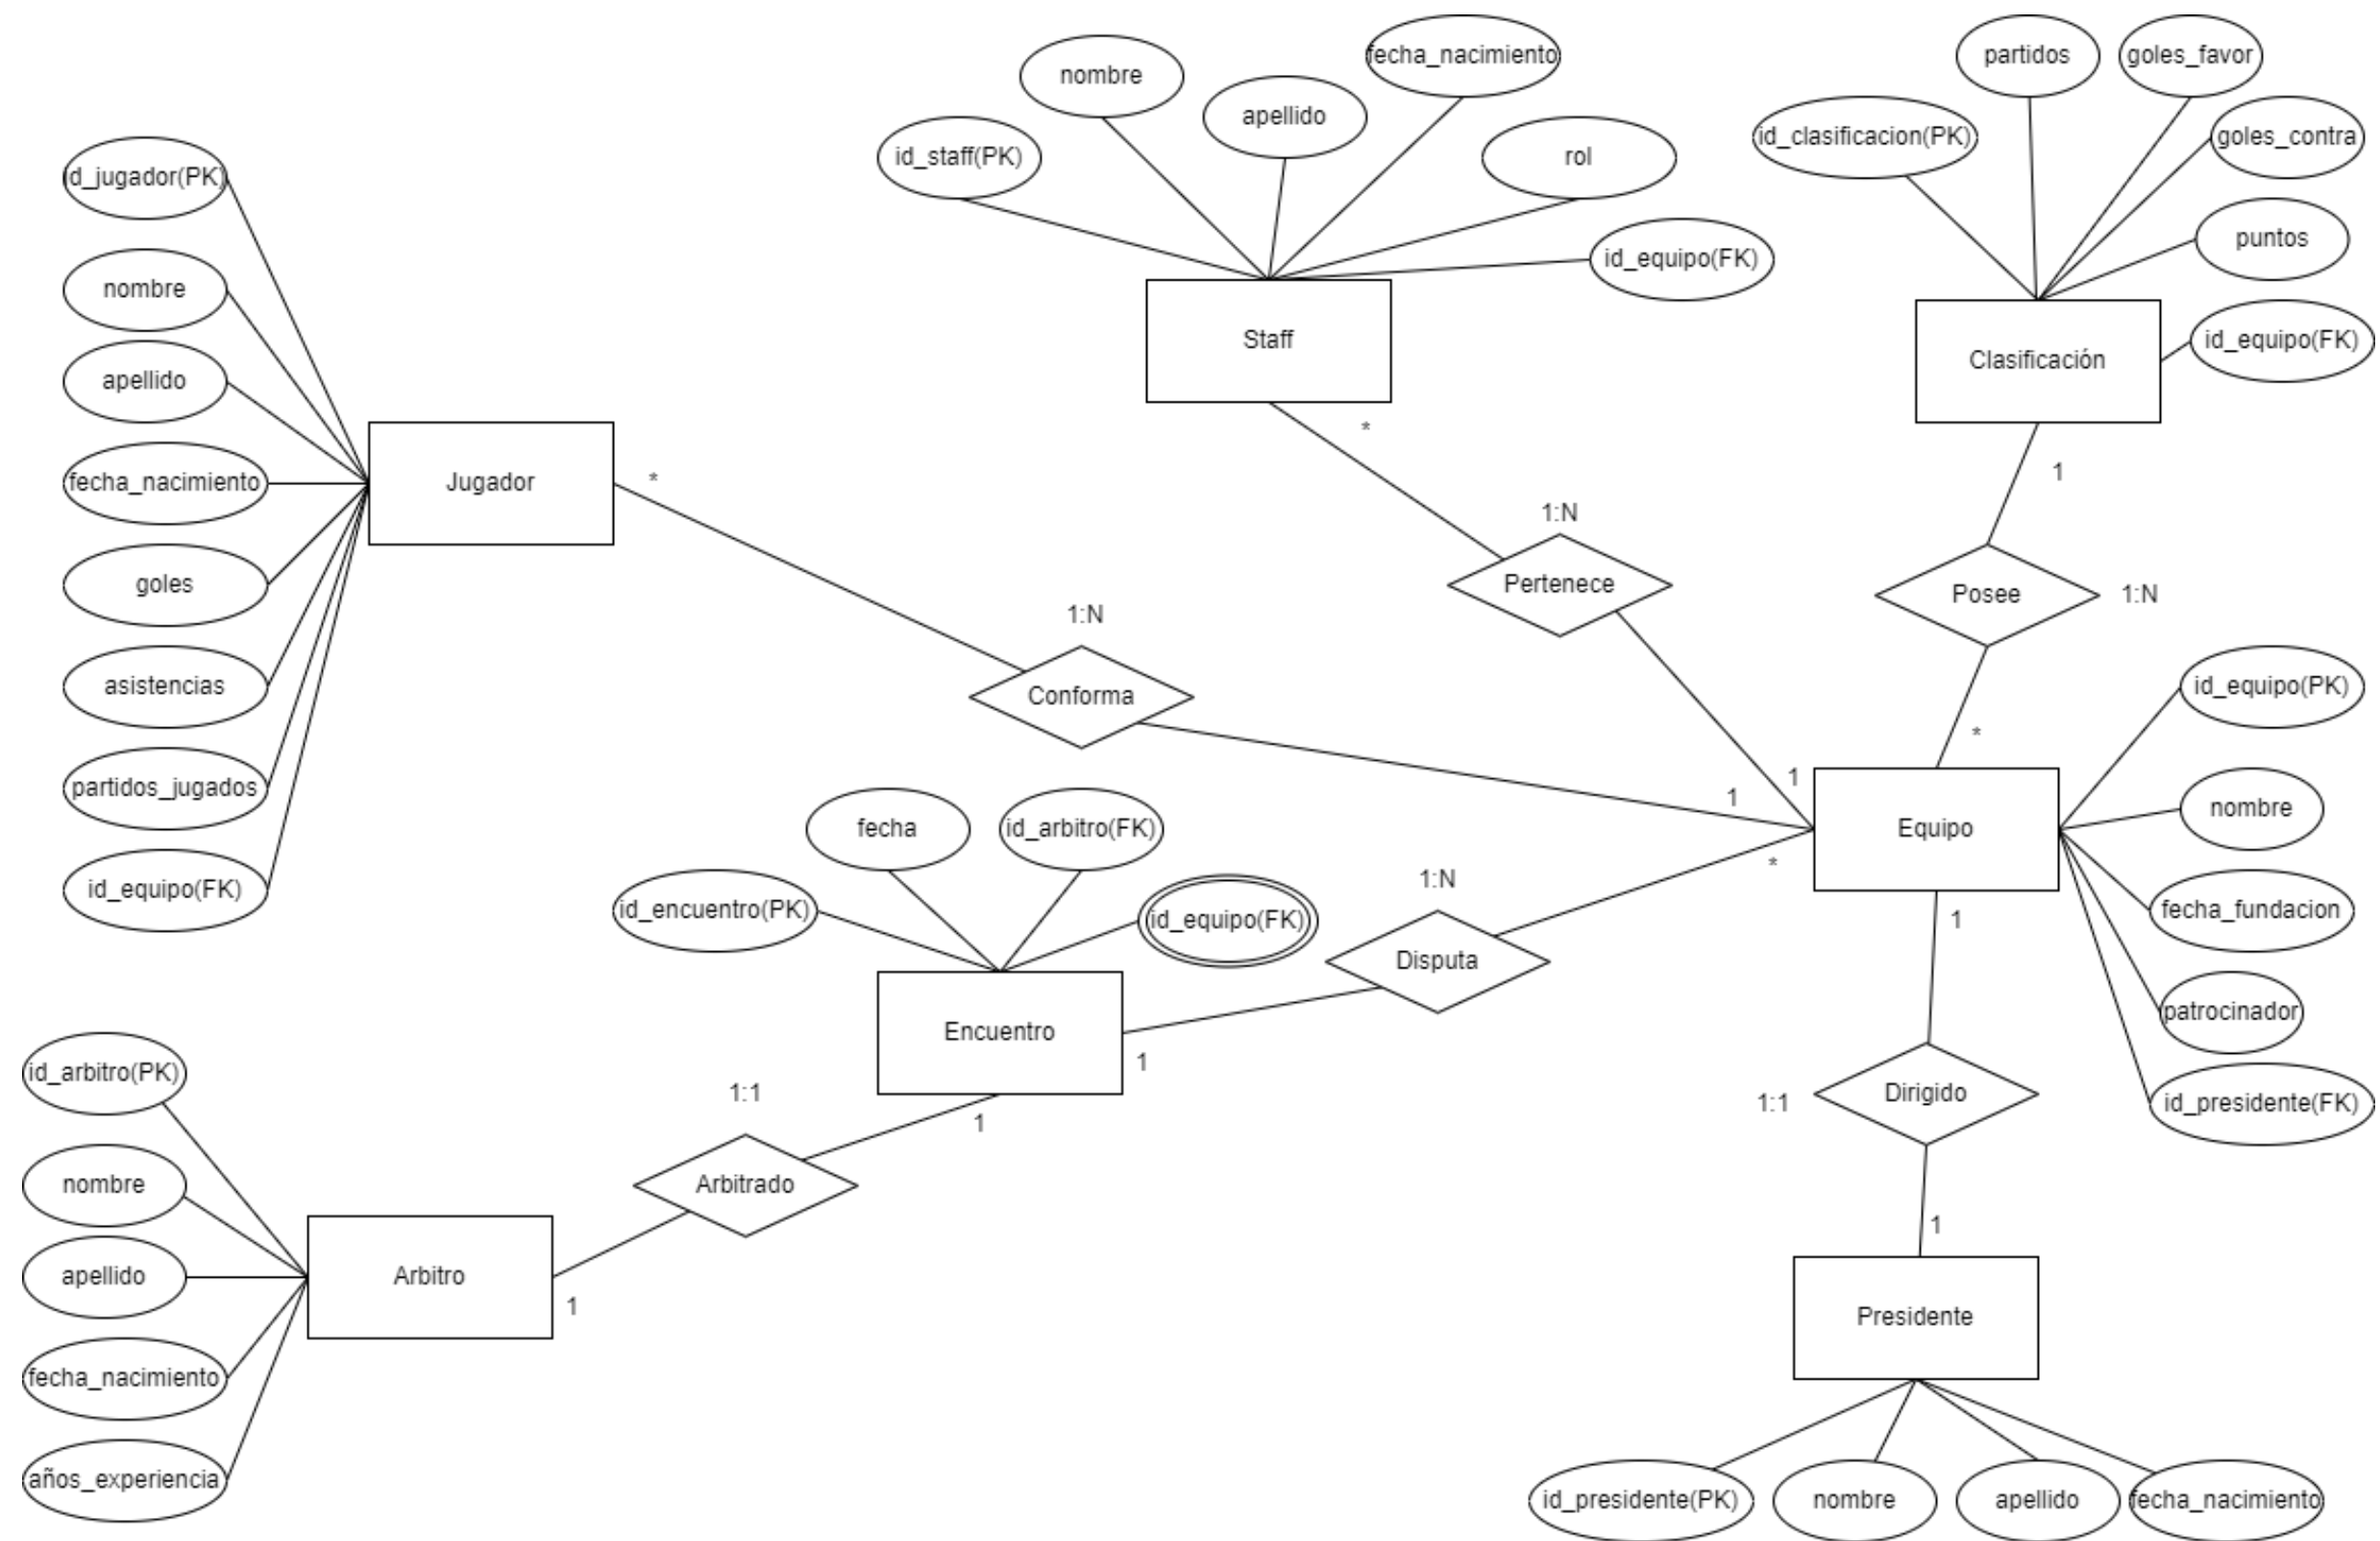 id_jugador(PK)
nombre
apellido
fecha_nacimiento
goles
asistencias
partidos_jugados
id_equipo(FK)
Jugador
*
1:N
Conforma
1
id_staff(PK)
nombre
apellido
fecha_nacimiento
rol
id_equipo(FK)
Staff
*
1:N
Pertenece
1
id_clasificacion(PK)
partidos
goles_favor
goles_contra
puntos
id_equipo(FK)
Clasificación
1
Posee
1:N
*
id_equipo(PK)
nombre
fecha_fundacion
patrocinador
id_presidente(FK)
Equipo
*
1:N
Disputa
1
id_encuentro(PK)
fecha
id_arbitro(FK)
id_equipo(FK)
Encuentro
1
1:1
Arbitrado
1
id_arbitro(PK)
nombre
apellido
fecha_nacimiento
años_experiencia
Arbitro
1
1:1
Dirigido
1
Presidente
id_presidente(PK)
nombre
apellido
fecha_nacimiento